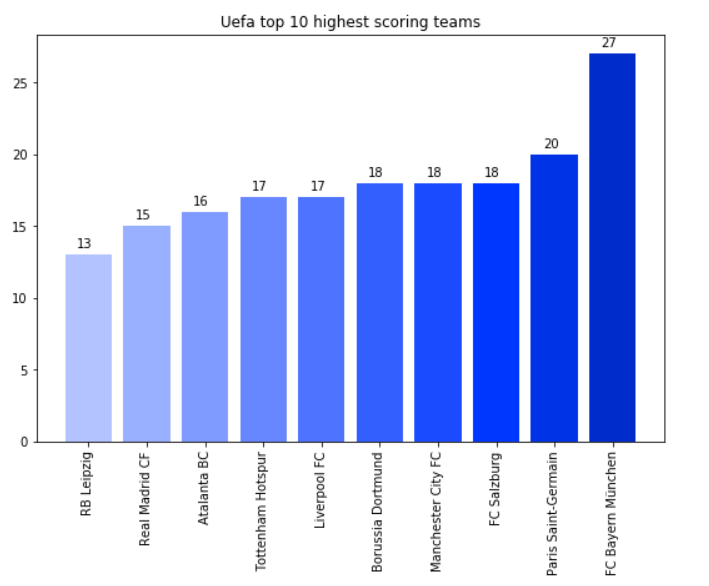 Uefa top 10 highest scoring teams
27
25
20
20
18
18
18
17
17
16
15
15
13
10
5
0
RB Leipzig
Real Madrid CF
Atalanta BC
Tottenham Hotspur
Liverpool FC
Borussia Dortmund
Manchester City FC
FC Salzburg
Paris Saint-Germain
FC Bayern München